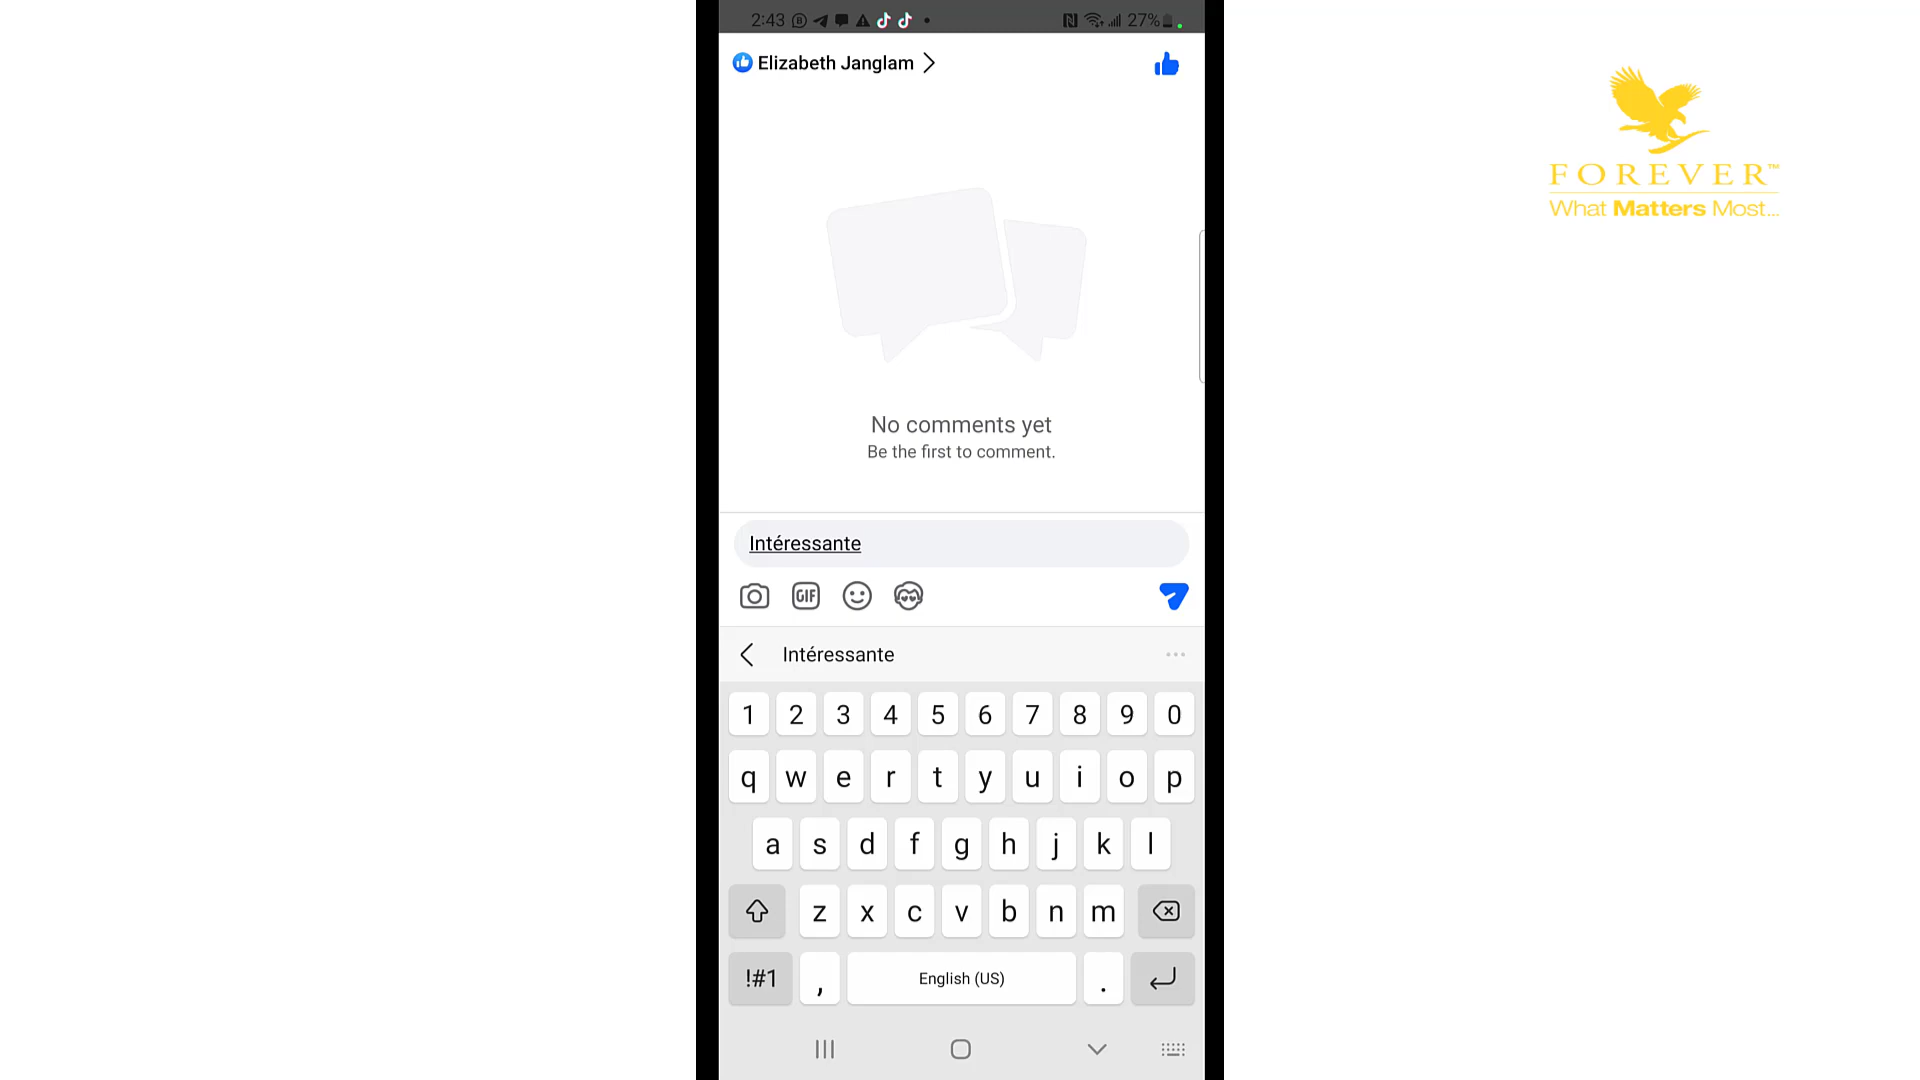 2:43
27%
Elizabeth Janglam
FOREVER™
What Matters Most...
No comments yet
Be the first to comment.
Intéressante
GIF
Intéressante
1 2 3 4 5 6 7 8 9 0
q w e r t y u i o p
a s d f g h j k l
z x c v b n m
!#1 , English (US) .